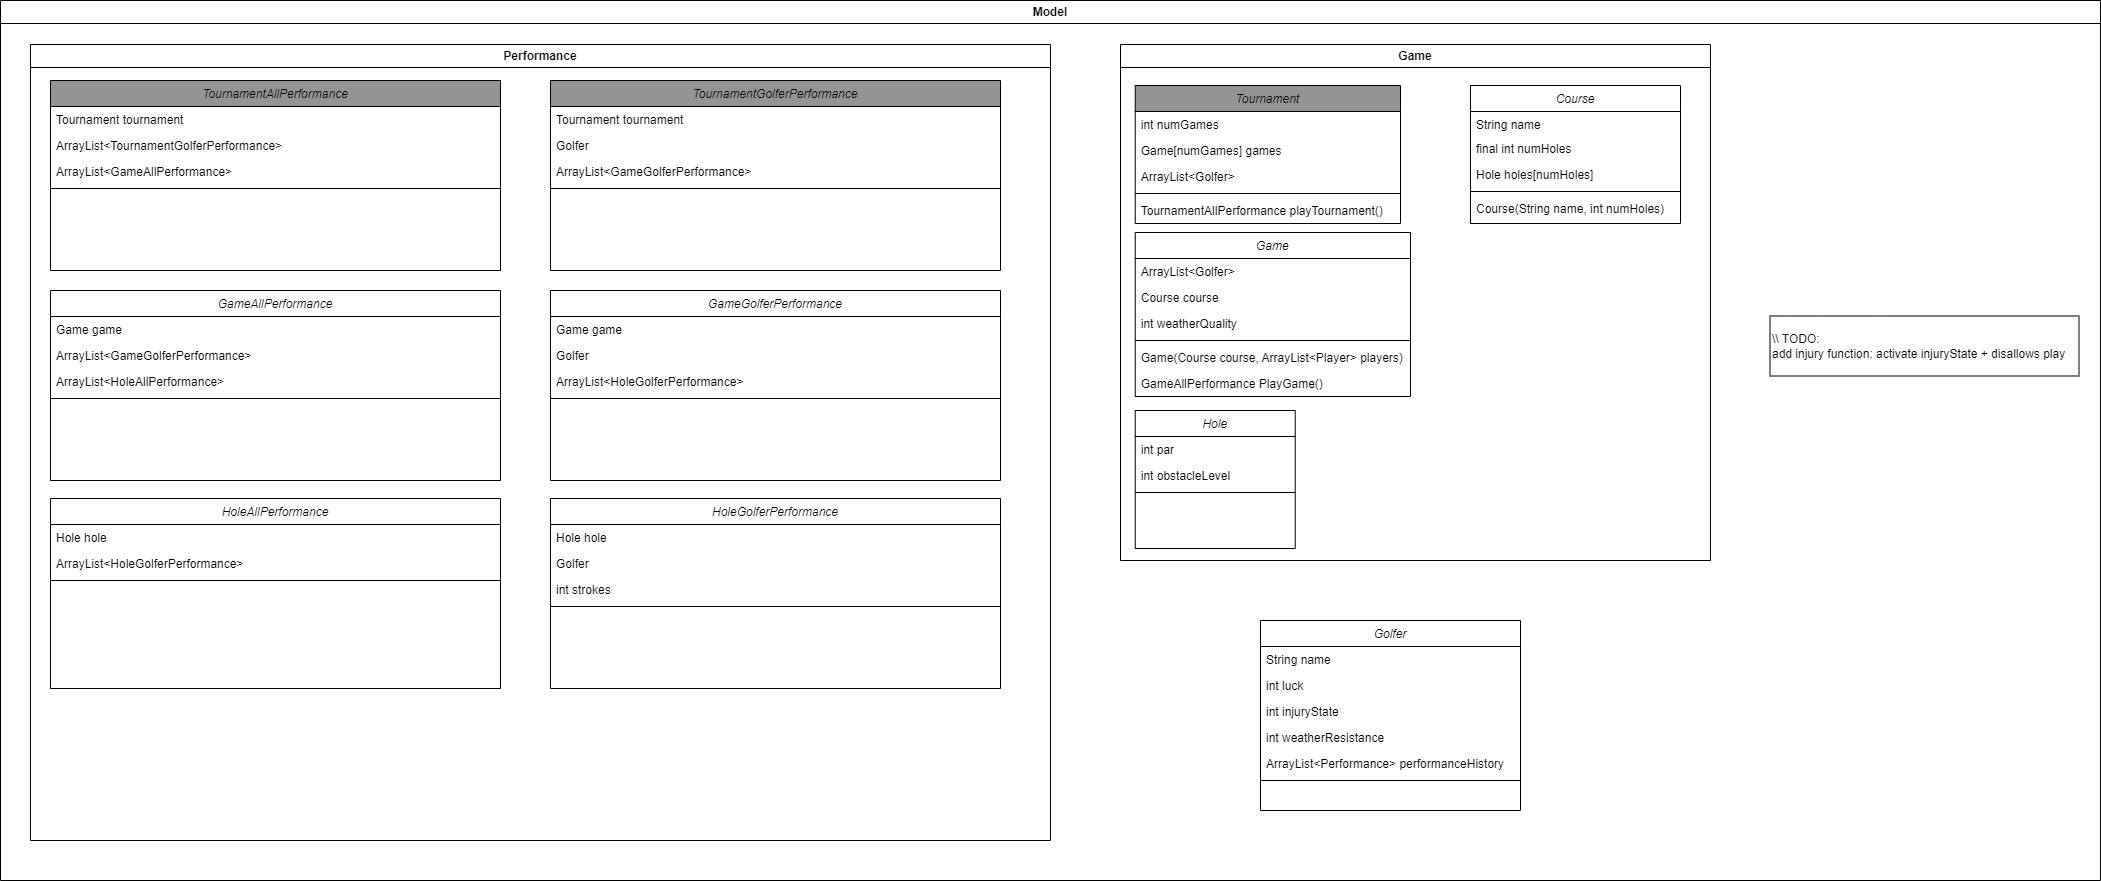 Model
Performance
TournamentAllPerformance
Tournament tournament
ArrayList<TournamentGolferPerformance>
ArrayList<GameAllPerformance>
TournamentGolferPerformance
Tournament tournament
Golfer
ArrayList<GameGolferPerformance>
GameAllPerformance
Game game
ArrayList<GameGolferPerformance>
ArrayList<HoleAllPerformance>
GameGolferPerformance
Game game
Golfer
ArrayList<HoleGolferPerformance>
HoleAllPerformance
Hole hole
ArrayList<HoleGolferPerformance>
HoleGolferPerformance
Hole hole
Golfer
int strokes
Game
Tournament
int numGames
Game[numGames] games
ArrayList<Golfer>
TournamentAllPerformance playTournament()
Course
String name
final int numHoles
Hole holes[numHoles]
Course(String name, int numHoles)
Game
ArrayList<Golfer>
Course course
int weatherQuality
Game(Course course, ArrayList<Player> players)
GameAllPerformance PlayGame()
Hole
int par
int obstacleLevel
\\ TODO:
add injury function: activate injuryState + disallows play
Golfer
String name
int luck
int injuryState
int weatherResistance
ArrayList<Performance> performanceHistory